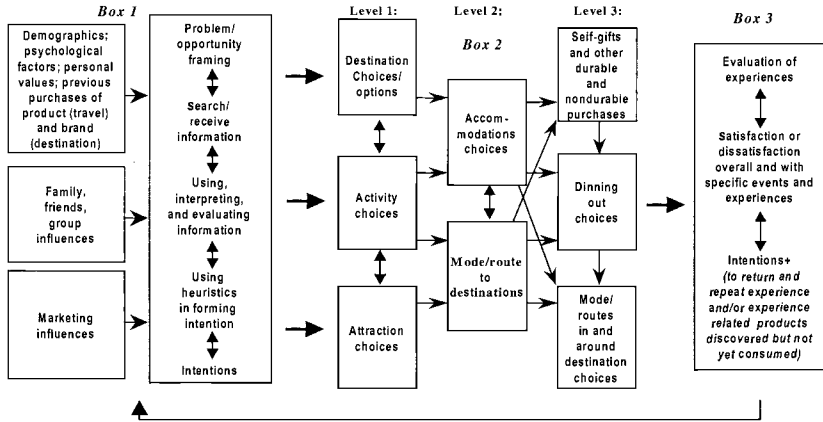 Box 1
Level 1:
Level 2:
Level 3:
Box 2
Box 3
Demographics;
psychological
factors; personal
values; previous
purchases of
product (travel)
and brand
(destination)
Family,
friends,
group
influences
Marketing
influences
Problem/
opportunity
framing
Search/
receive
information
Using,
interpreting,
and evaluating
information
Using
heuristics
in forming
intention
Intentions
Destination
Choices/
options
Activity
choices
Attraction
choices
Accom-
modations
choices
Mode/route
to
destinations
Self-gifts
and other
durable
and
nondurable
purchases
Dinning
out choices
Mode/
routes
in and
around
destination
choices
Evaluation of
experiences
Satisfaction or
dissatisfaction
overall and with
specific events and
experiences
Intentions+
(to return and
repeat experience
and/or experience
related products
discovered but not
yet consumed)